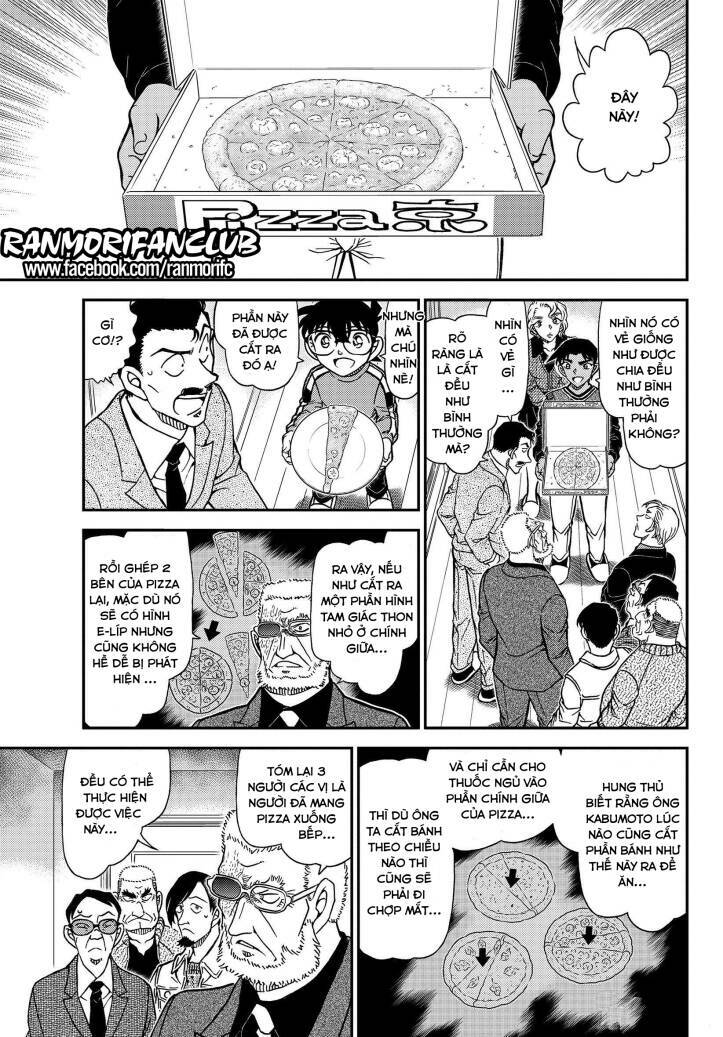 ĐÂY
NÀY!
Pizza 京
RANMORIFANCLUB
www.facebook.com/ranmorifc
NHÌN NÓ CÓ
VẺ GIỐNG
NHƯ ĐƯỢC
CHIA ĐỀU
NHƯ BÌNH
THƯỜNG
PHẢI
KHÔNG?
NHÌN
CÓ
VẺ GÌ
...
RÕ
RÀNG LÀ
LÀ CẮT
ĐỀU
NHƯ
BÌNH
THƯỜNG
MÀ?
NHƯNG
MÀ
CHÚ
NHÌN
NÈ!
PHẦN NÀY
ĐÃ ĐƯỢC
CẮT RA
ĐÓ Ạ!
GÌ
CƠ!?
RA VẬY, NẾU
NHƯ CẮT RA
MỘT PHẦN HÌNH
TAM GIÁC THON
NHỎ Ở CHÍNH
GIỮA...
RỒI GHÉP 2
BÊN CỦA PIZZA
LẠI, MẶC DÙ NÓ
SẼ CÓ HÌNH
E-LÍP NHƯNG
CŨNG KHÔNG
HỀ DỄ BỊ PHÁT
HIỆN ...
HUNG THỦ
BIẾT RẰNG ÔNG
KABUMOTO LÚC
NÀO CŨNG CẮT
PHẦN BÁNH NHƯ
THẾ NÀY RA ĐỂ
ĂN...
VÀ CHỈ CẦN CHO
THUỐC NGỦ VÀO
PHẦN CHÍNH GIỮA
CỦA PIZZA...
THÌ DÙ ÔNG
TA CẮT BÁNH
THEO CHIỀU
NÀO THÌ
CŨNG SẼ
PHẢI ĐI
CHỢP MẮT...
TÓM LẠI 3
NGƯỜI CÁC VỊ LÀ
NGƯỜI ĐÃ MANG
PIZZA XUỐNG
BẾP...
ĐỀU CÓ THỂ
THỰC HIỆN
ĐƯỢC VIỆC
NÀY...